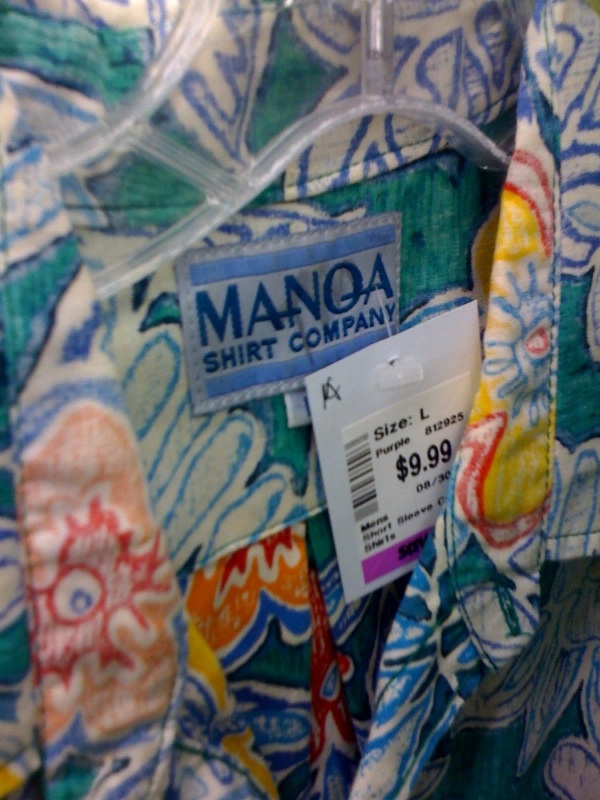 MANOA
SHIRT COMPANY
Size: L
Purple 812925
$9.99
08/30
Mens
Short Sleeve
Shirts